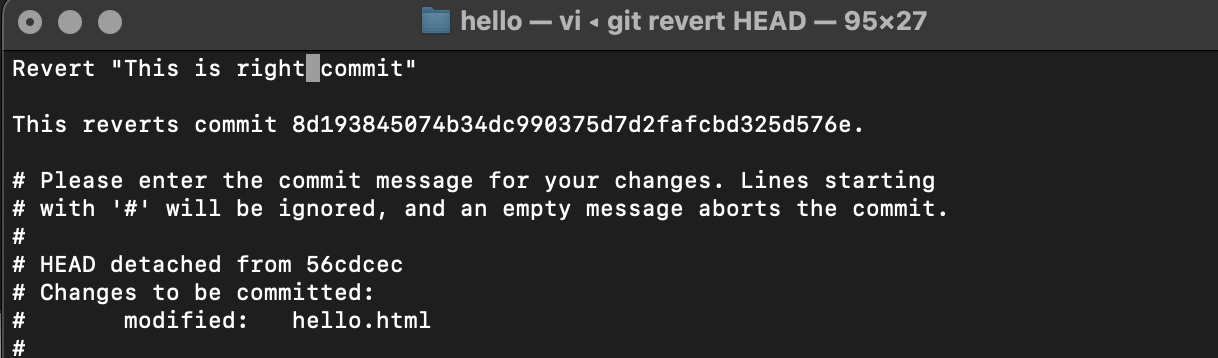 hello — vi ◂ git revert HEAD — 95×27
Revert "This is right commit"
This reverts commit 8d193845074b34dc990375d7d2fafcbd325d576e.
# Please enter the commit message for your changes. Lines starting
# with '#' will be ignored, and an empty message aborts the commit.
#
# HEAD detached from 56cdcec
# Changes to be committed:
#       modified:   hello.html
#